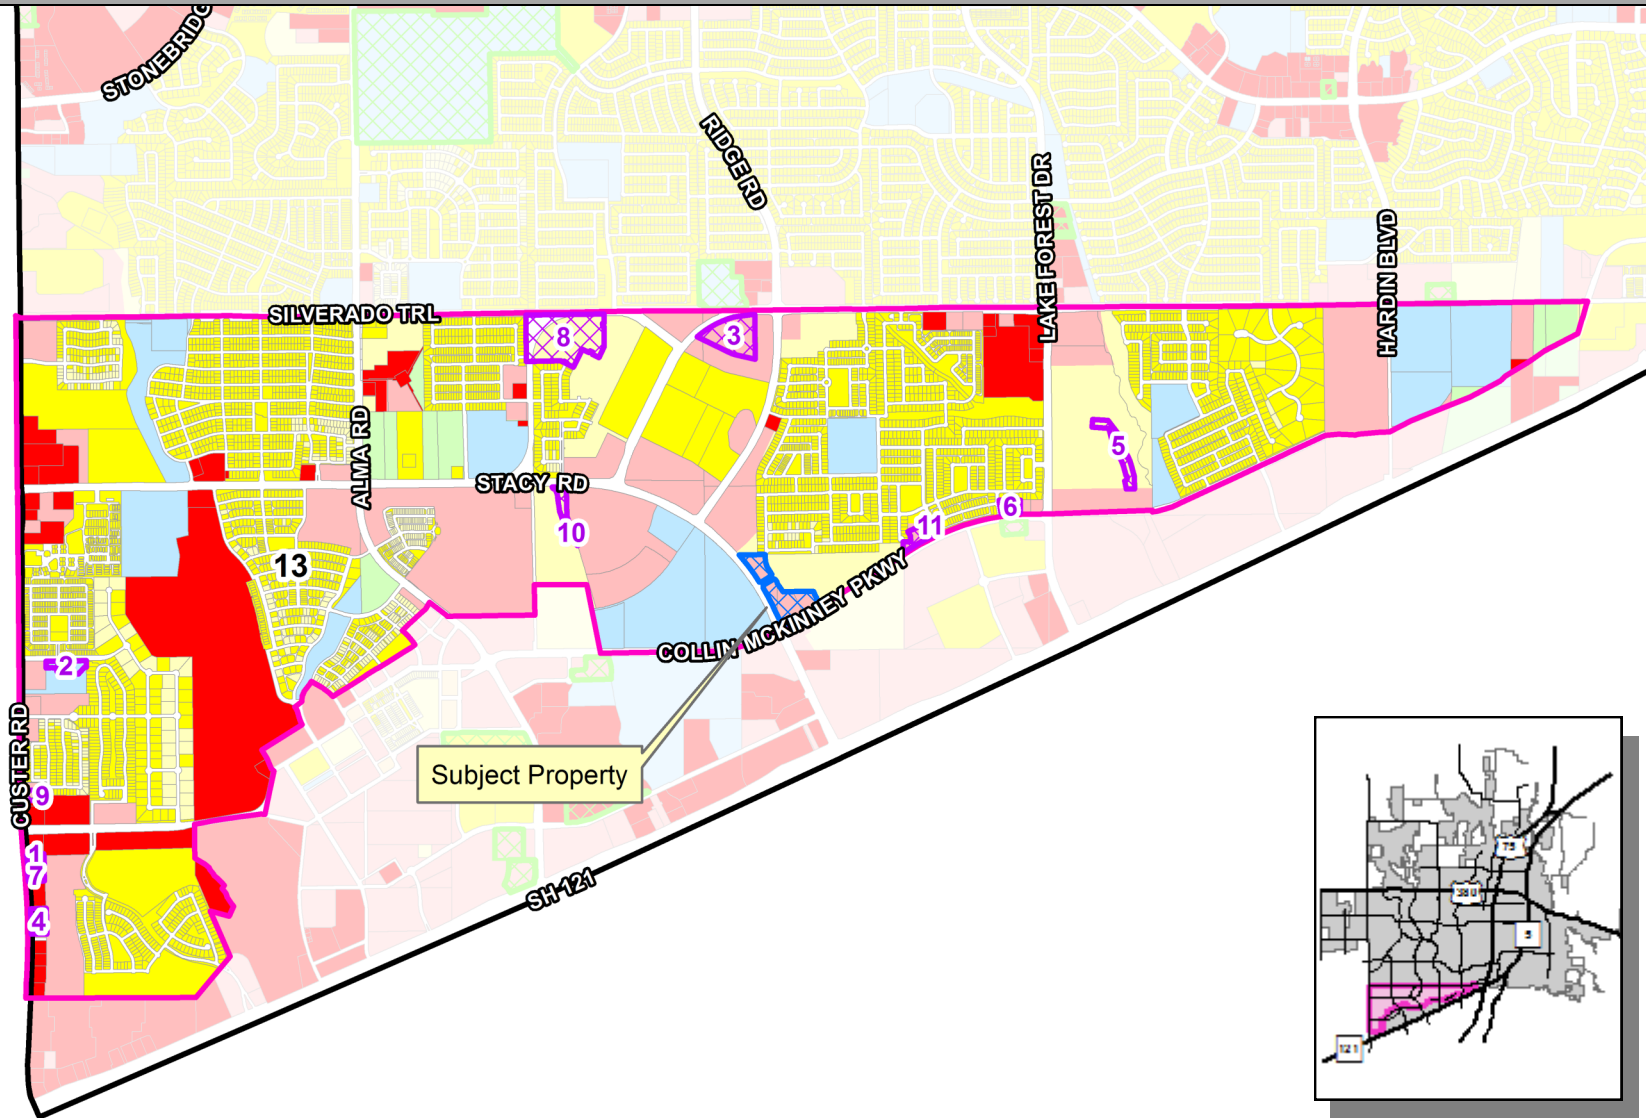 STONEBRIDG
RIDGE RD
LAKE FOREST DR
HARDIN BLVD
SILVERADO TRL
8
3
ALMA RD
5
STACY RD
10
6
11
13
COLLIN MCKINNEY PKWY
2
CUSTER RD
Subject Property
9
1
7
4
SH 121
75
380
5
121